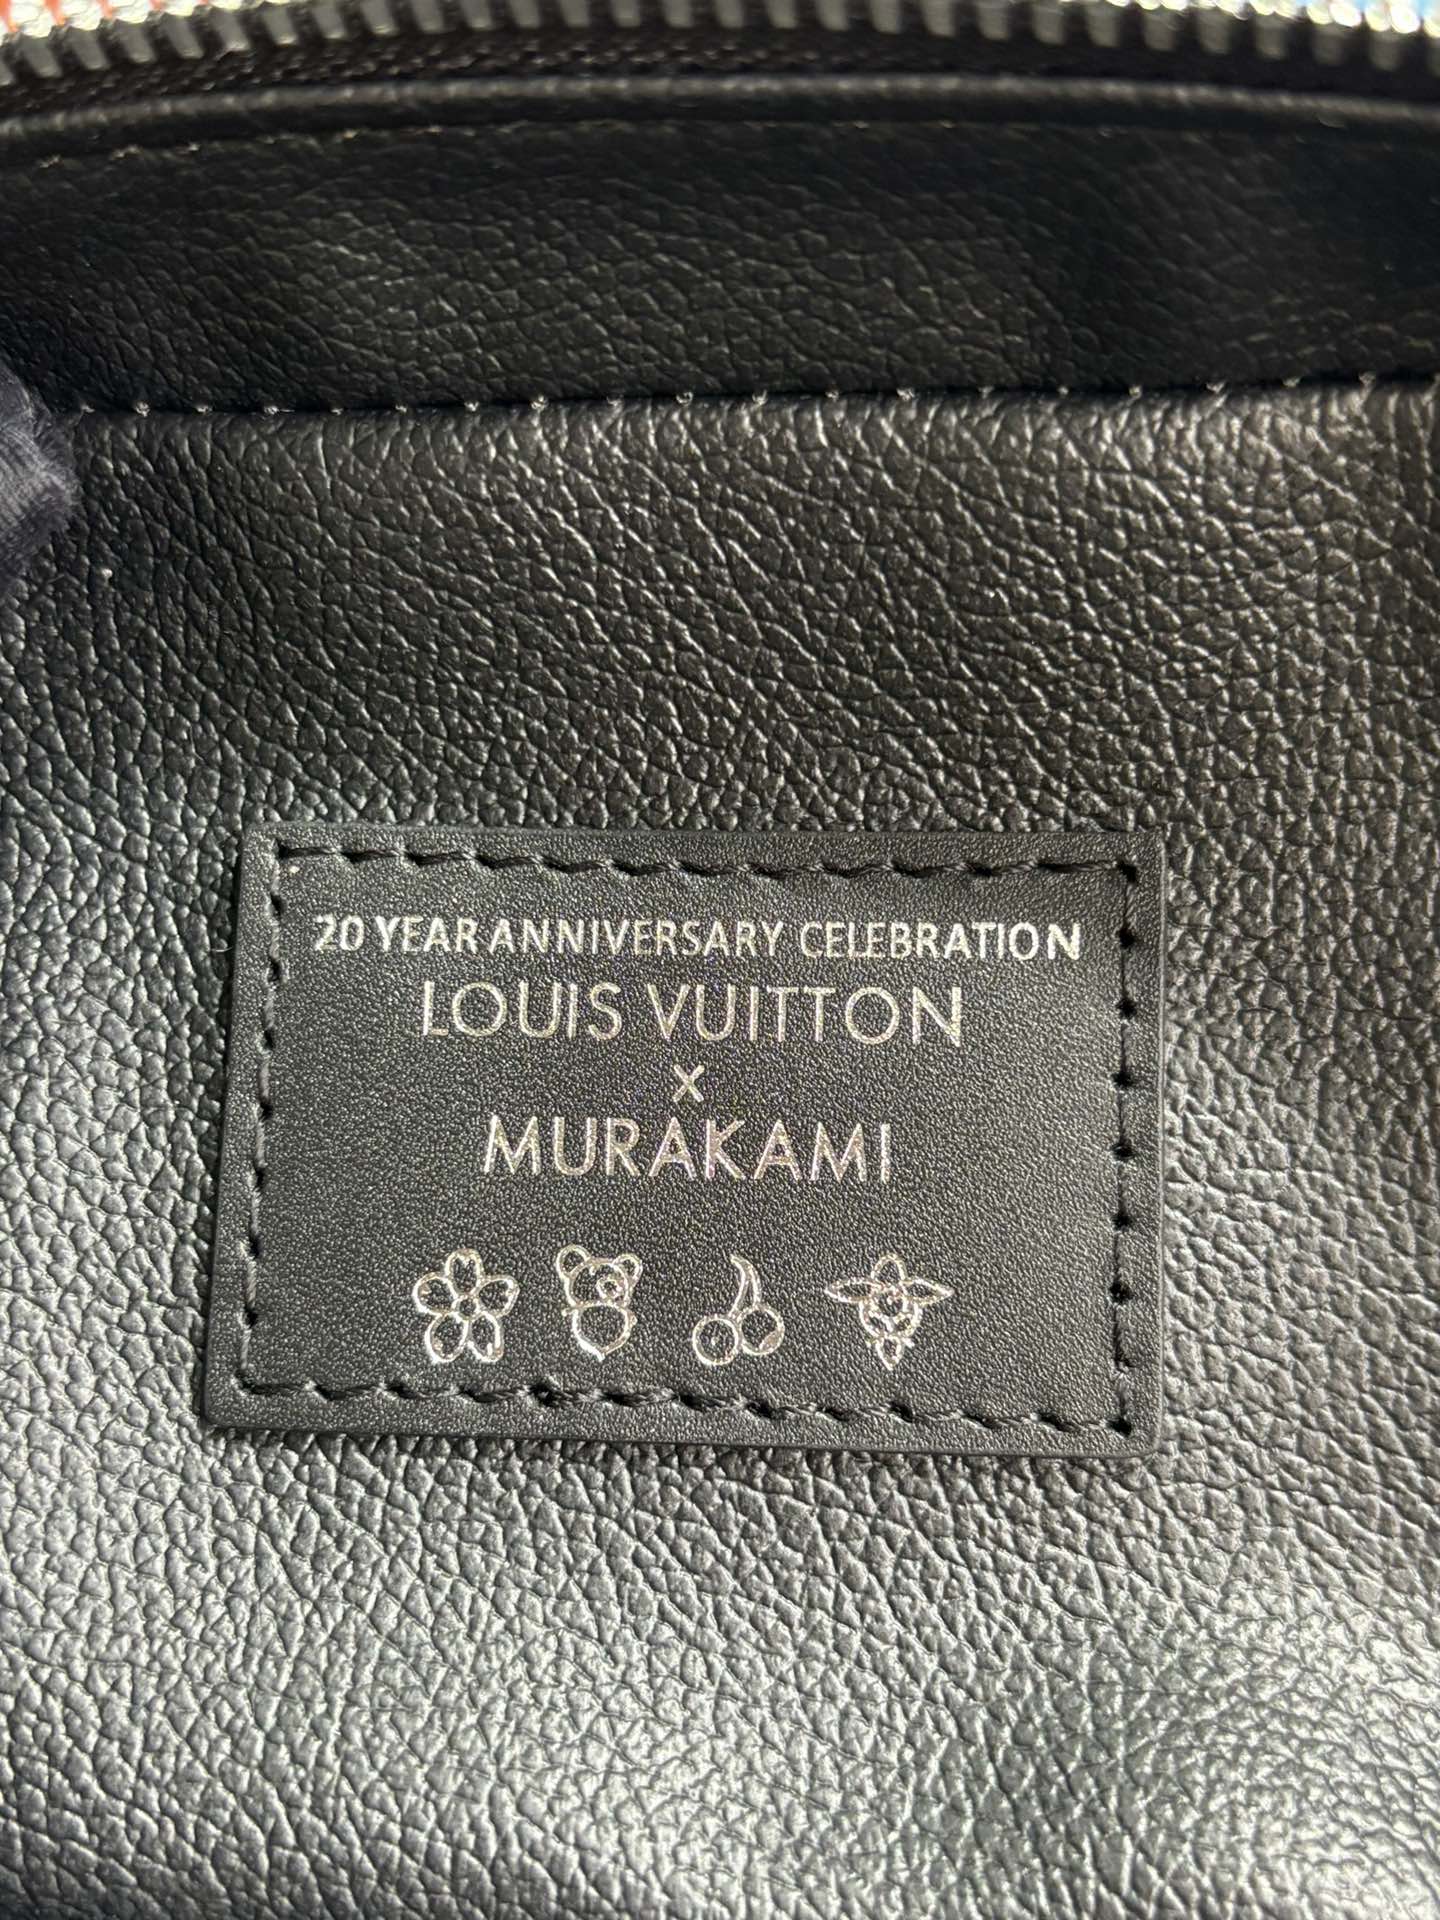 20 YEAR ANNIVERSARY CELEBRATION
LOUIS VUITTON
x
MURAKAMI